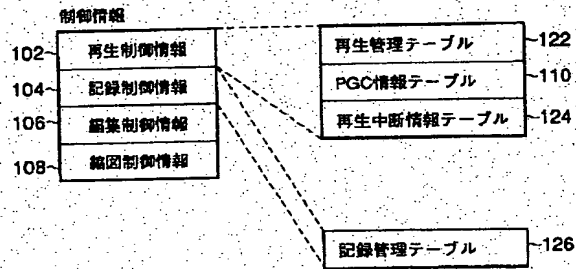 制御情報
102 再生制御情報
104 記録制御情報
106 編集制御情報
108 縮図制御情報
再生管理テーブル 122
PGC情報テーブル 110
再生中断情報テーブル 124
記録管理テーブル 126